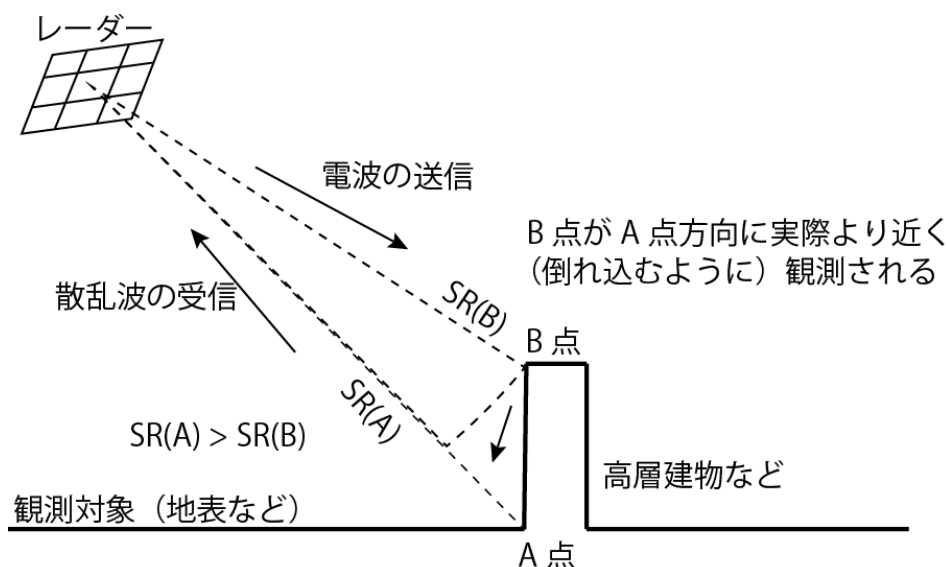 レーダー
電波の送信
B 点が A 点方向に実際より近く
（倒れ込むように）観測される
散乱波の受信
SR(B)
B 点
SR(A)
SR(A) > SR(B)
高層建物など
観測対象（地表など）
A 点